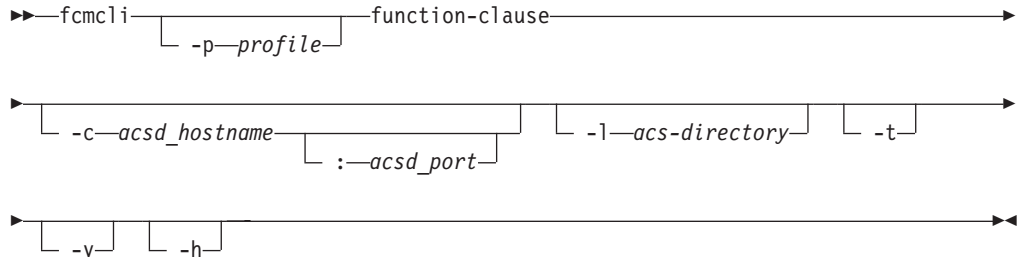 fcmcli function-clause
-p profile
-c acsd_hostname -l acs-directory -t
: acsd_port
-v -h